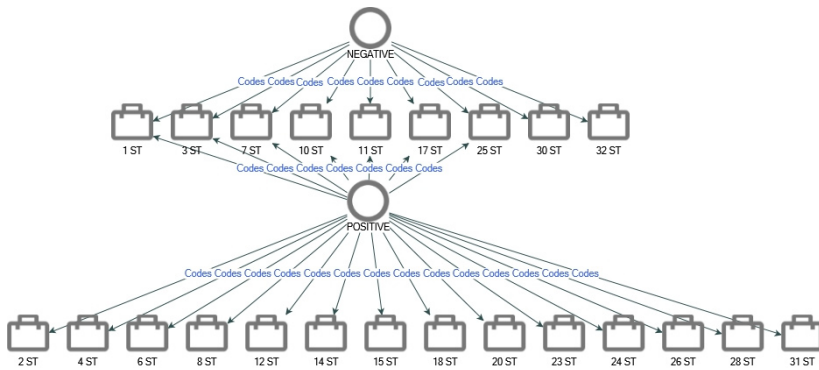 NEGATIVE
Codes Codes Codes Codes Codes Codes Codes Codes Codes
1 ST 3 ST 7 ST 10 ST 11 ST 17 ST 25 ST 30 ST 32 ST
Codes Codes Codes Codes Codes Codes Codes
POSITIVE
Codes Codes Codes Codes Codes Codes Codes Codes Codes Codes Codes Codes Codes Codes
2 ST 4 ST 6 ST 8 ST 12 ST 14 ST 15 ST 18 ST 20 ST 23 ST 24 ST 26 ST 28 ST 31 ST